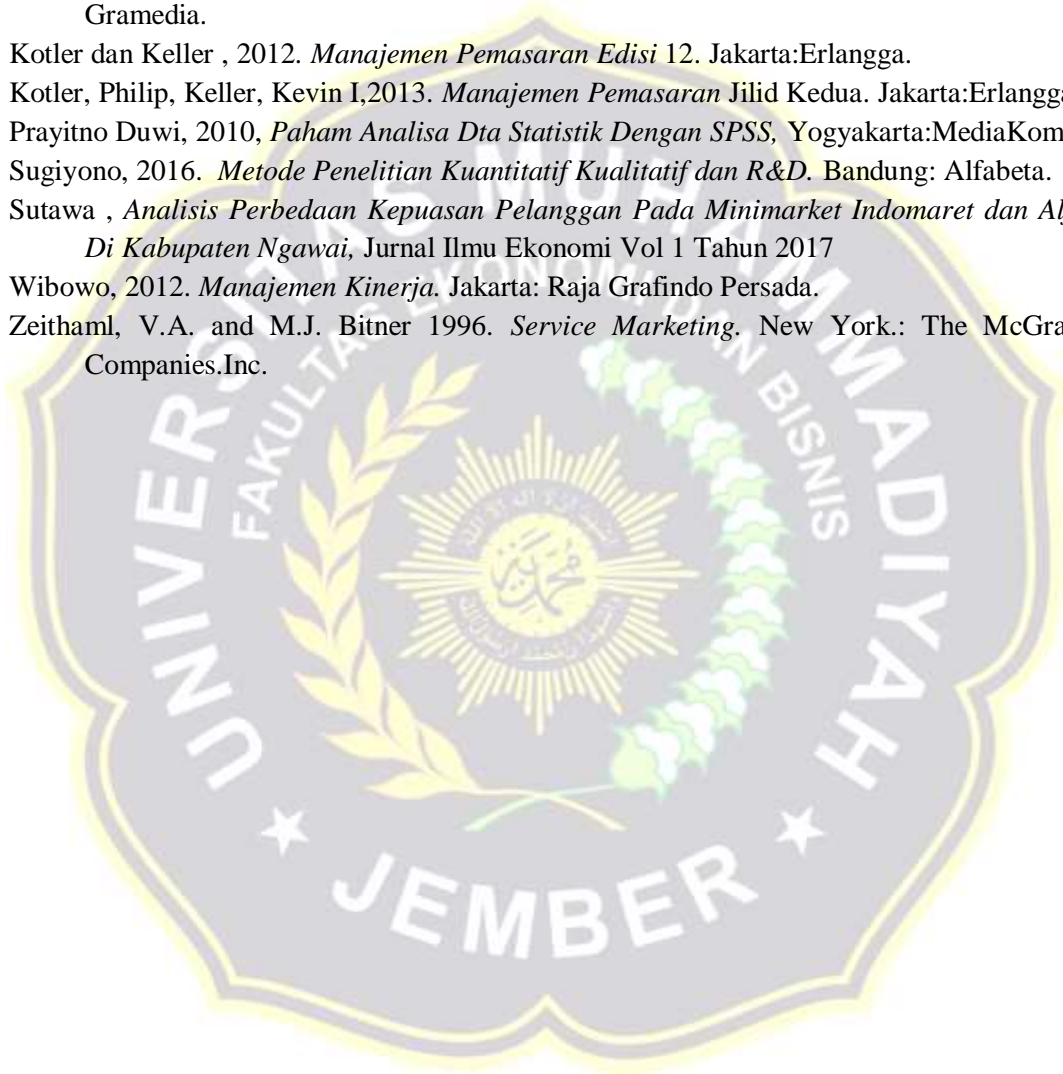 Gramedia.
Kotler dan Keller , 2012. Manajemen Pemasaran Edisi 12. Jakarta:Erlangga.
Kotler, Philip, Keller, Kevin I,2013. Manajemen Pemasaran Jilid Kedua. Jakarta:Erlangga
Prayitno Duwi, 2010, Paham Analisa Dta Statistik Dengan SPSS, Yogyakarta:MediaKom
Sugiyono, 2016. Metode Penelitian Kuantitatif Kualitatif dan R&D. Bandung: Alfabeta.
Sutawa , Analisis Perbedaan Kepuasan Pelanggan Pada Minimarket Indomaret dan
Di Kabupaten Ngawai, Jurnal Ilmu Ekonomi Vol 1 Tahun 2017
Wibowo, 2012. Manajemen Kinerja. Jakarta: Raja Grafindo Persada.
Zeithaml, V.A. and M.J. Bitner 1996. Service Marketing. New York.: The McGra
Companies.Inc.
UNIVERSITAS MUHAMMADIYAH
FAKULTAS EKONOMI DAN BISNIS
محمدية
JEMBER